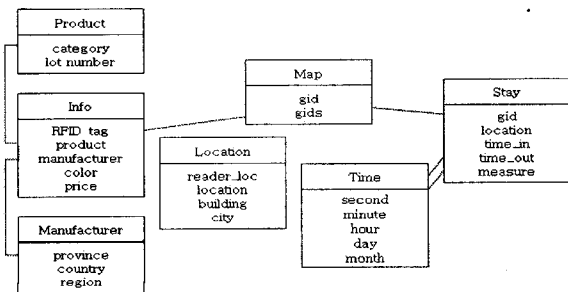 Product
category
lot number
Info
RFID tag
product
manufacturer
color
price
Manufacturer
province
country
region
Map
gid
gids
Location
reader_loc
location
building
city
Time
second
minute
hour
day
month
Stay
gid
location
time_in
time_out
measure